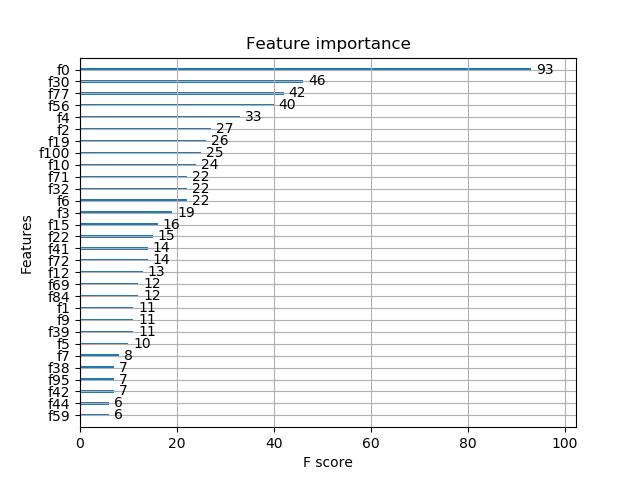 Feature importance
f0 93
f30 46
f77 42
f56 40
f4 33
f2 27
f19 26
f100 25
f10 24
f71 22
f32 22
f6 22
f3 19
f15 16
f22 15
f41 14
f72 14
f12 13
f69 12
f84 12
f1 11
f9 11
f39 11
f5 10
f7 8
f38 7
f95 7
f42 7
f44 6
f59 6
Features
0 20 40 60 80 100
F score